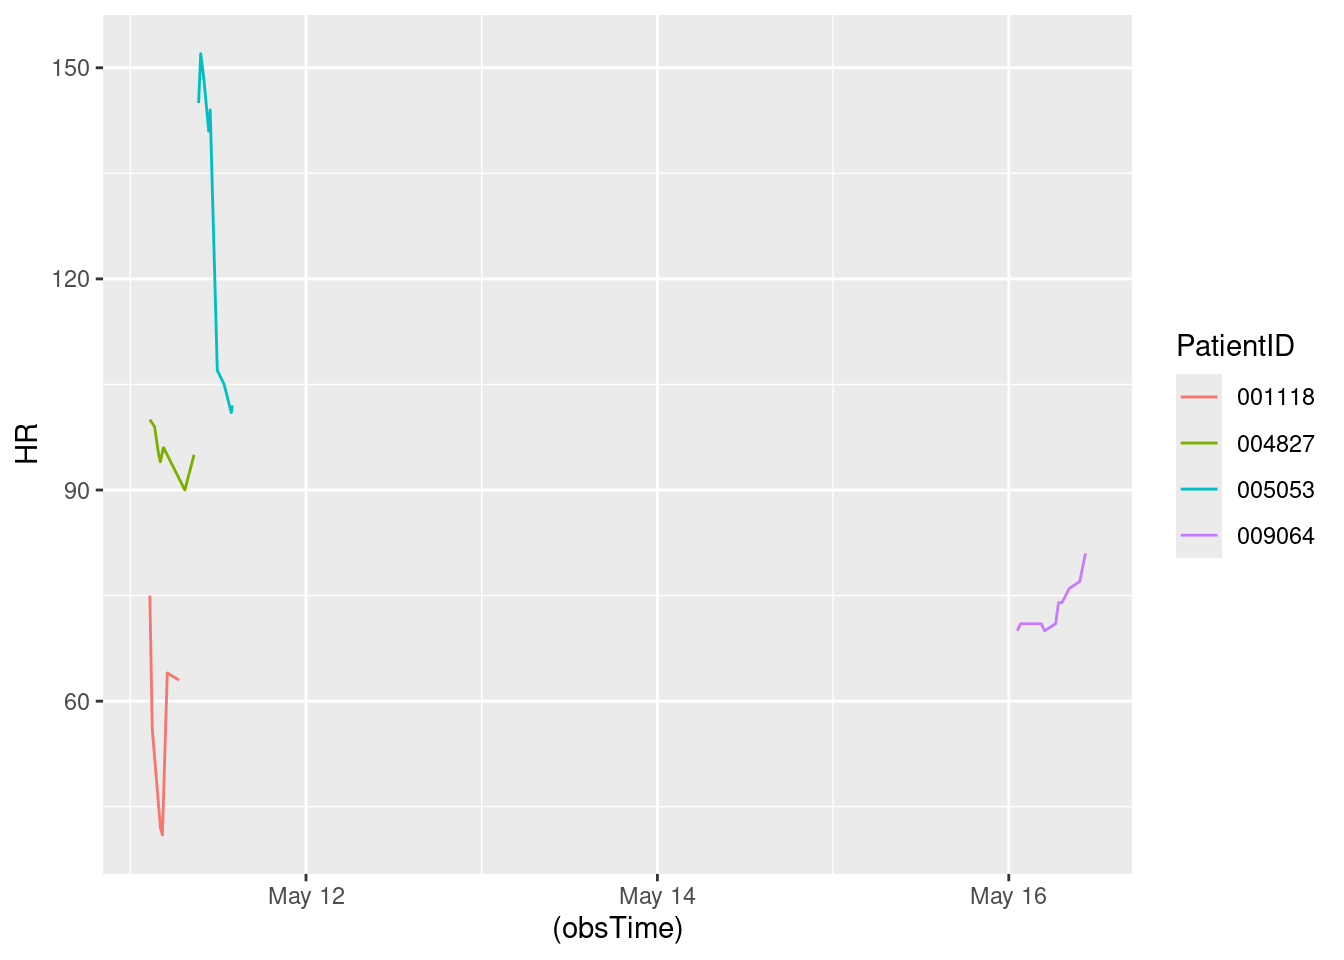 150
120
90
60
HR
May 12
May 14
May 16
(obsTime)
PatientID
001118
004827
005053
009064